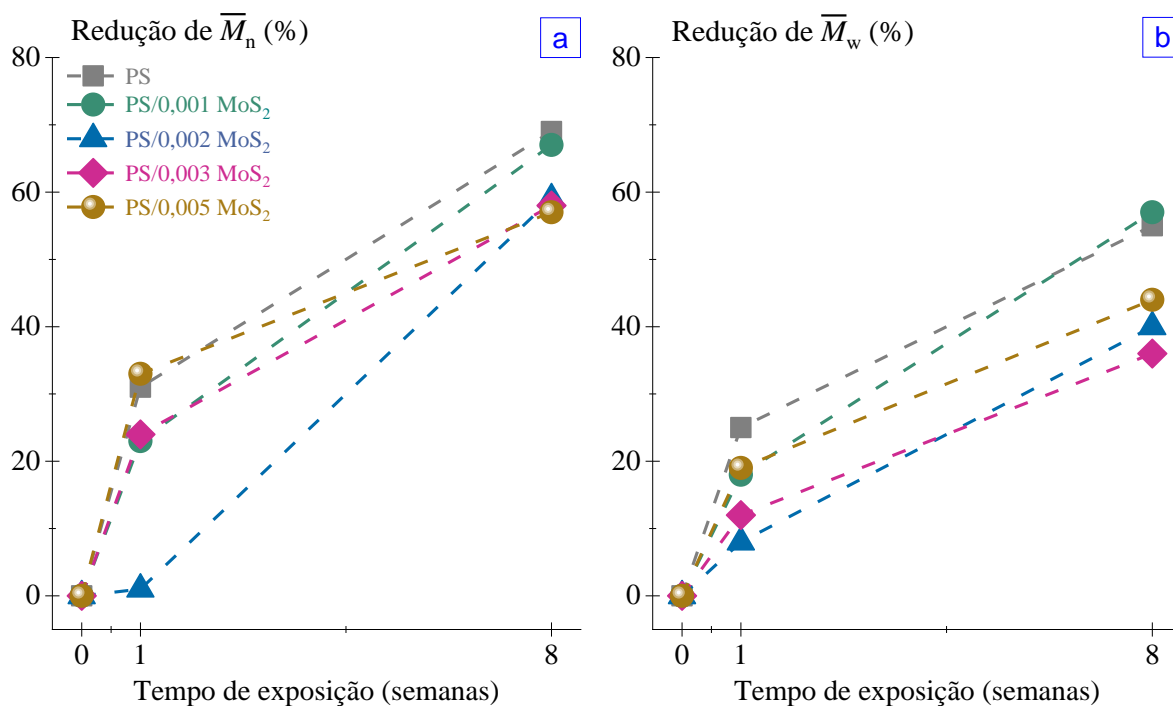 Redução de M̅n (%)
a
80
60
40
20
0
PS
PS/0,001 MoS₂
PS/0,002 MoS₂
PS/0,003 MoS₂
PS/0,005 MoS₂
0 1 8
Tempo de exposição (semanas)
Redução de M̅w (%)
b
80
60
40
20
0
0 1 8
Tempo de exposição (semanas)